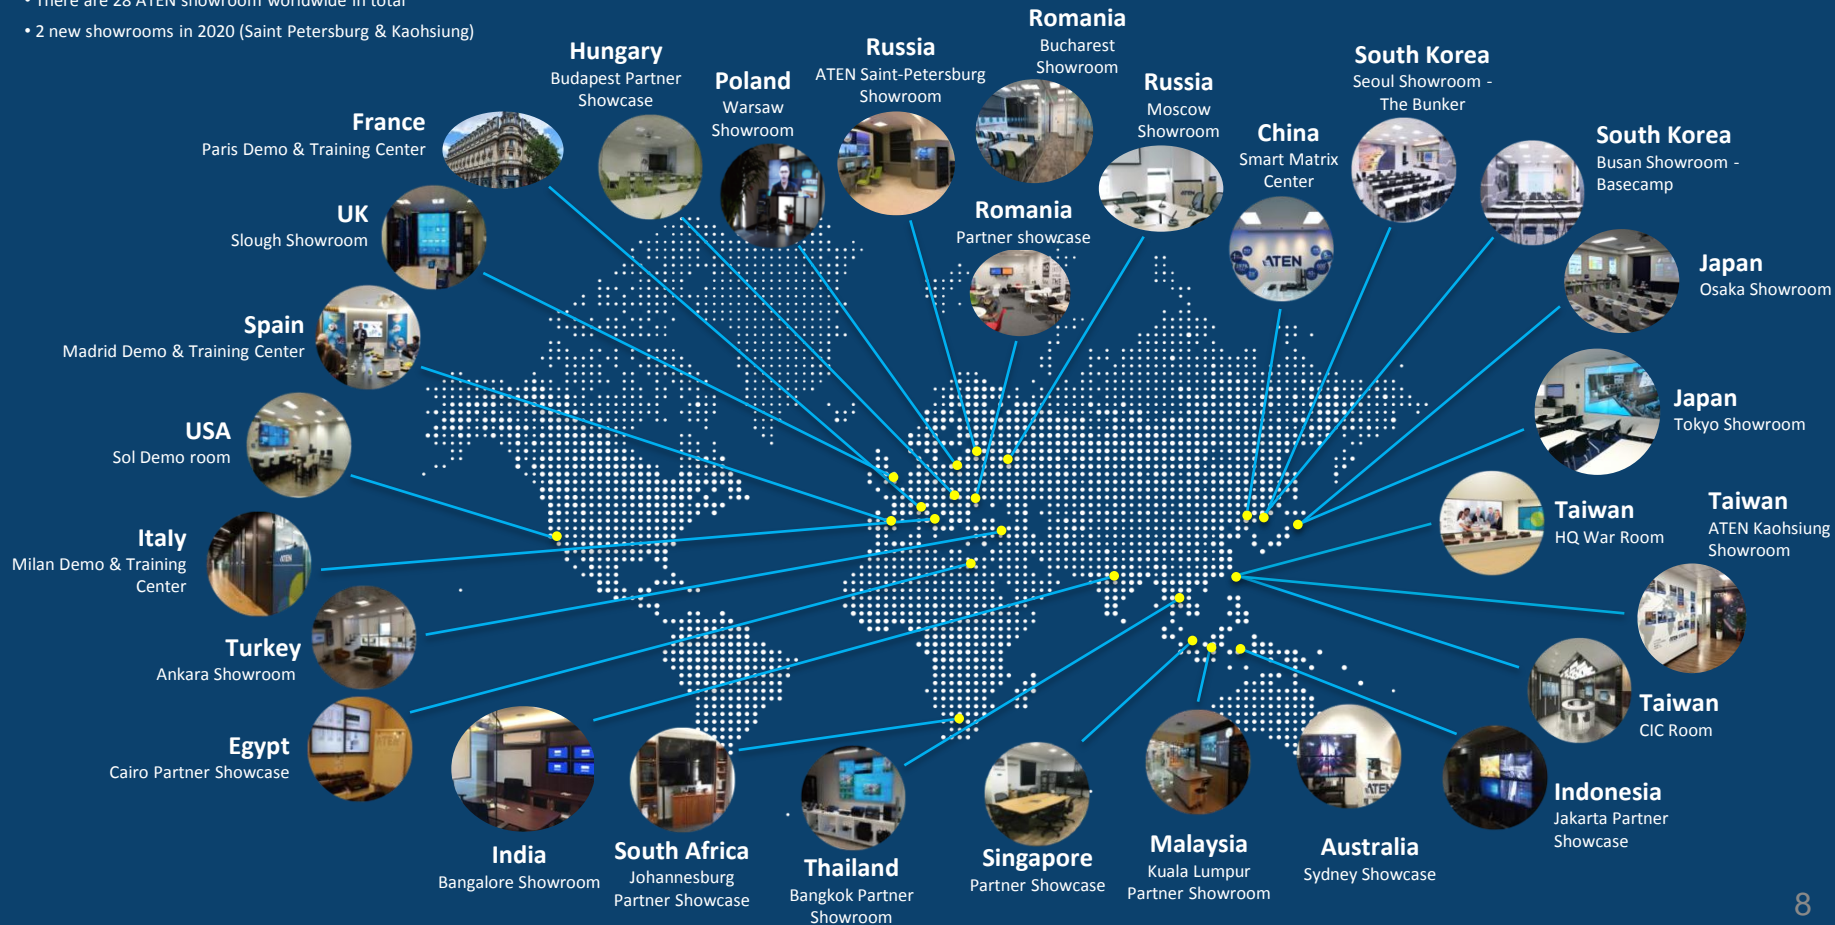 • There are 28 ATEN showroom worldwide in total
• 2 new showrooms in 2020 (Saint Petersburg & Kaohsiung)
Hungary
Budapest Partner
Showcase
Poland
Warsaw
Showroom
Russia
ATEN Saint-Petersburg
Showroom
Romania
Bucharest
Showroom
Russia
Moscow
Showroom
South Korea
Seoul Showroom -
The Bunker
China
Smart Matrix
Center
South Korea
Busan Showroom -
Basecamp
France
Paris Demo & Training Center
Romania
Partner showcase
UK
Slough Showroom
ATEN
Japan
Osaka Showroom
Spain
Madrid Demo & Training Center
Japan
Tokyo Showroom
USA
Sol Demo room
Taiwan
HQ War Room
Taiwan
ATEN Kaohsiung
Showroom
Italy
Milan Demo & Training
Center
ATEN
Turkey
Ankara Showroom
Taiwan
CIC Room
Egypt
Cairo Partner Showcase
ATEN
India
Bangalore Showroom
South Africa
Johannesburg
Partner Showcase
Thailand
Bangkok Partner
Showroom
Singapore
Partner Showcase
Malaysia
Kuala Lumpur
Partner Showroom
Australia
Sydney Showcase
ATEN
Indonesia
Jakarta Partner
Showcase
8